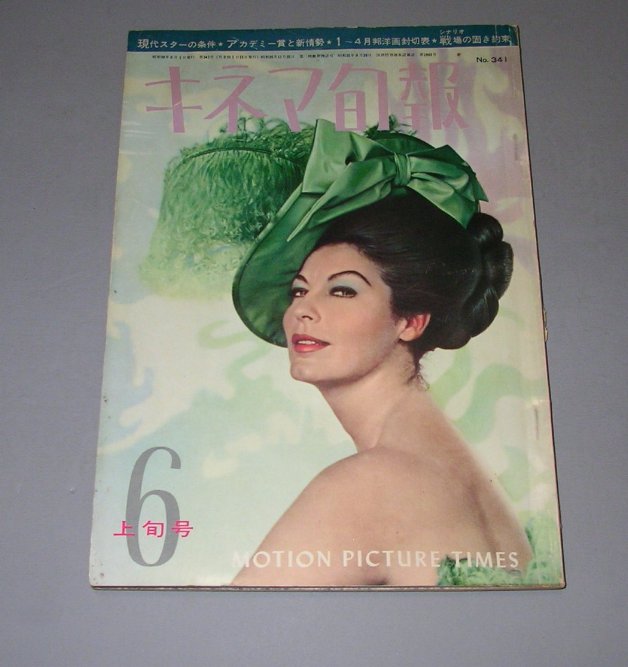 現代スターの条件★アカデミー賞と新情勢★1〜4月邦洋画封切表★シナリオ 戦場の固き約束
No. 341
キネマ旬報
6
上旬号
MOTION PICTURE TIMES